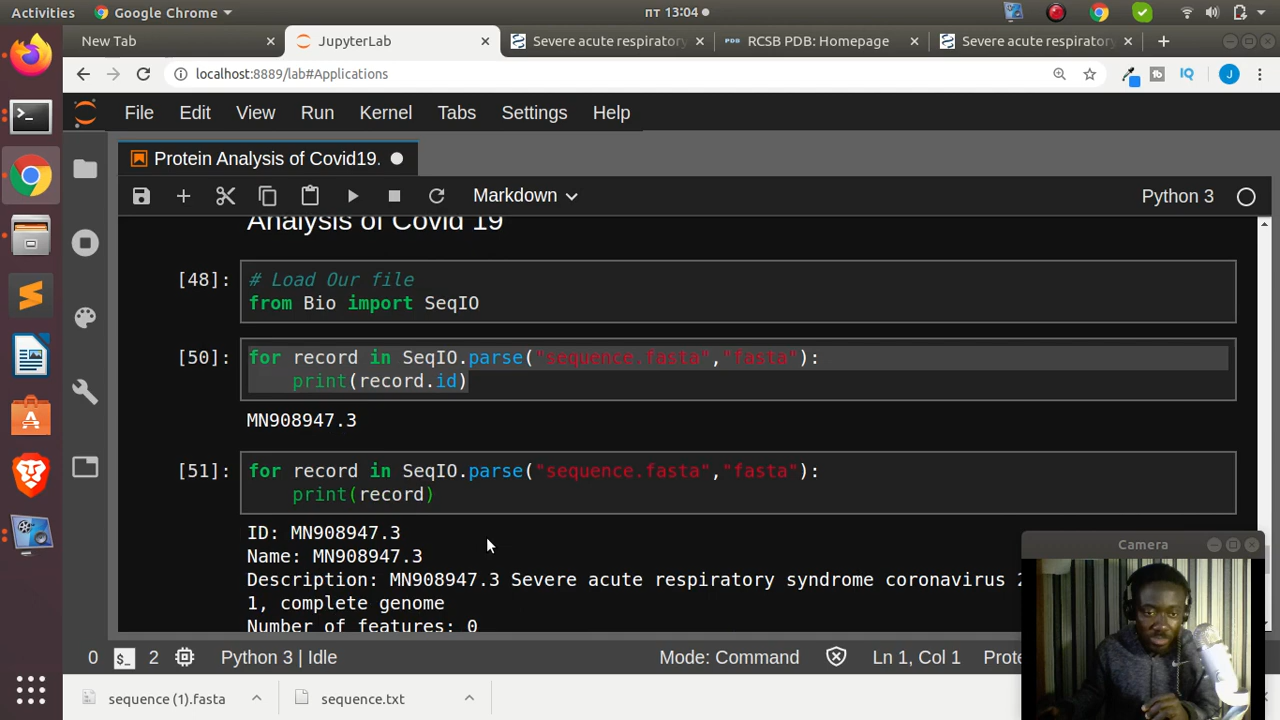 Activities
Google Chrome
пт 13:04
New Tab
JupyterLab
Severe acute respiratory
RCSB PDB: Homepage
Severe acute respiratory
localhost:8889/lab#Applications
File Edit View Run Kernel Tabs Settings Help
Protein Analysis of Covid19.
Markdown
Python 3
Analysis of Covid 19
[48]: # Load Our file
from Bio import SeqIO
[50]: for record in SeqIO.parse("sequence.fasta","fasta"):
print(record.id)
MN908947.3
[51]: for record in SeqIO.parse("sequence.fasta","fasta"):
print(record)
ID: MN908947.3
Name: MN908947.3
Description: MN908947.3 Severe acute respiratory syndrome coronavirus 2
1, complete genome
Number of features: 0
Camera
0 $_ 2 Python 3 | Idle Mode: Command Ln 1, Col 1 Prote
sequence (1).fasta
sequence.txt